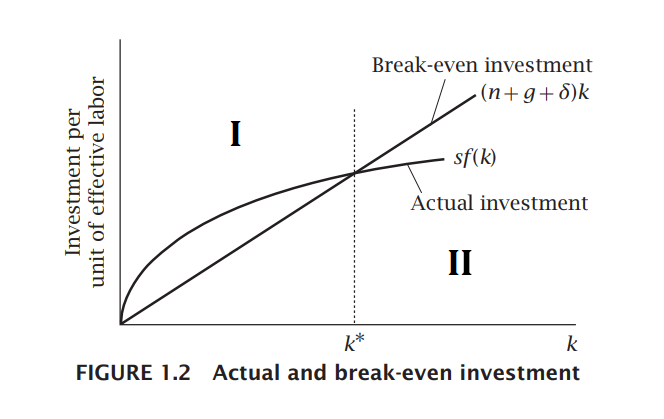 Investment per
unit of effective labor
I
Break-even investment
(n+g+δ)k
sf(k)
Actual investment
II
k*
k
FIGURE 1.2 Actual and break-even investment